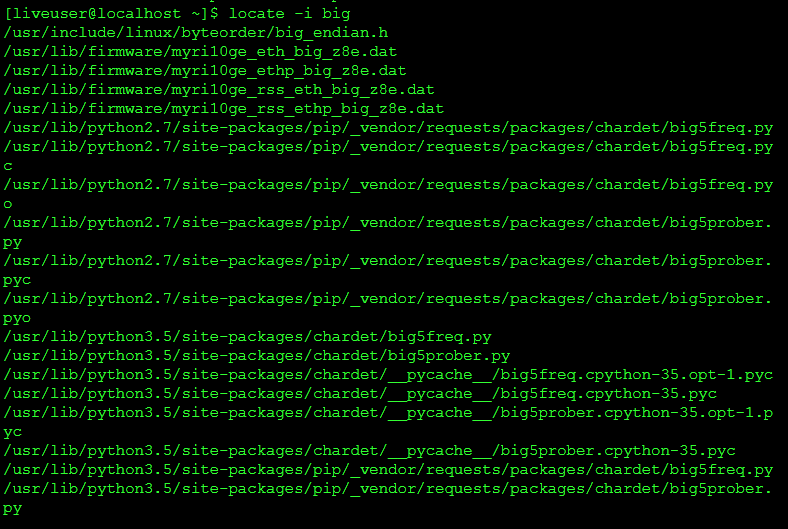 [liveuser@localhost ~]$ locate -i big
/usr/include/linux/byteorder/big_endian.h
/usr/lib/firmware/myri10ge_eth_big_z8e.dat
/usr/lib/firmware/myri10ge_ethp_big_z8e.dat
/usr/lib/firmware/myri10ge_rss_eth_big_z8e.dat
/usr/lib/firmware/myri10ge_rss_ethp_big_z8e.dat
/usr/lib/python2.7/site-packages/pip/_vendor/requests/packages/chardet/big5freq.py
/usr/lib/python2.7/site-packages/pip/_vendor/requests/packages/chardet/big5freq.py
c
/usr/lib/python2.7/site-packages/pip/_vendor/requests/packages/chardet/big5freq.py
o
/usr/lib/python2.7/site-packages/pip/_vendor/requests/packages/chardet/big5prober.
py
/usr/lib/python2.7/site-packages/pip/_vendor/requests/packages/chardet/big5prober.
pyc
/usr/lib/python2.7/site-packages/pip/_vendor/requests/packages/chardet/big5prober.
pyo
/usr/lib/python3.5/site-packages/chardet/big5freq.py
/usr/lib/python3.5/site-packages/chardet/big5prober.py
/usr/lib/python3.5/site-packages/chardet/__pycache__/big5freq.cpython-35.opt-1.pyc
/usr/lib/python3.5/site-packages/chardet/__pycache__/big5freq.cpython-35.pyc
/usr/lib/python3.5/site-packages/chardet/__pycache__/big5prober.cpython-35.opt-1.p
yc
/usr/lib/python3.5/site-packages/chardet/__pycache__/big5prober.cpython-35.pyc
/usr/lib/python3.5/site-packages/pip/_vendor/requests/packages/chardet/big5freq.py
/usr/lib/python3.5/site-packages/pip/_vendor/requests/packages/chardet/big5prober.
py